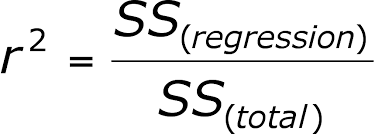 r² = SS(regression) / SS(total)